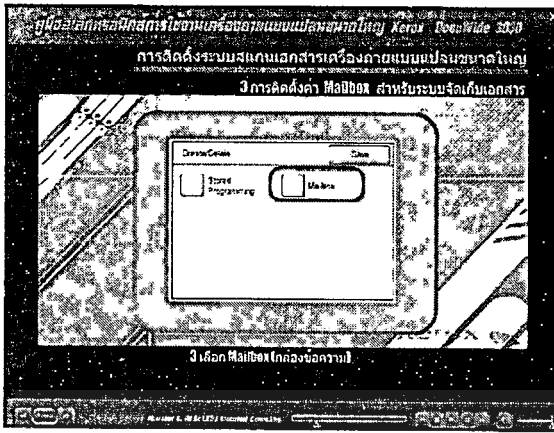 คู่มืออิเล็กทรอนิกส์การใช้งานเครื่องถ่ายแบบแปลนขนาดใหญ่ Xerox DocuWide 3030
การติดตั้งระบบสแกนเอกสารเครื่องถ่ายแบบแปลนขนาดใหญ่
3 การติดตั้งค่า Mailbox สำหรับระบบจัดเก็บเอกสาร
Create/Delete
Close
Stored
Programming
Mailbox
3 เลือก Mailbox (กล่องข้อความ)